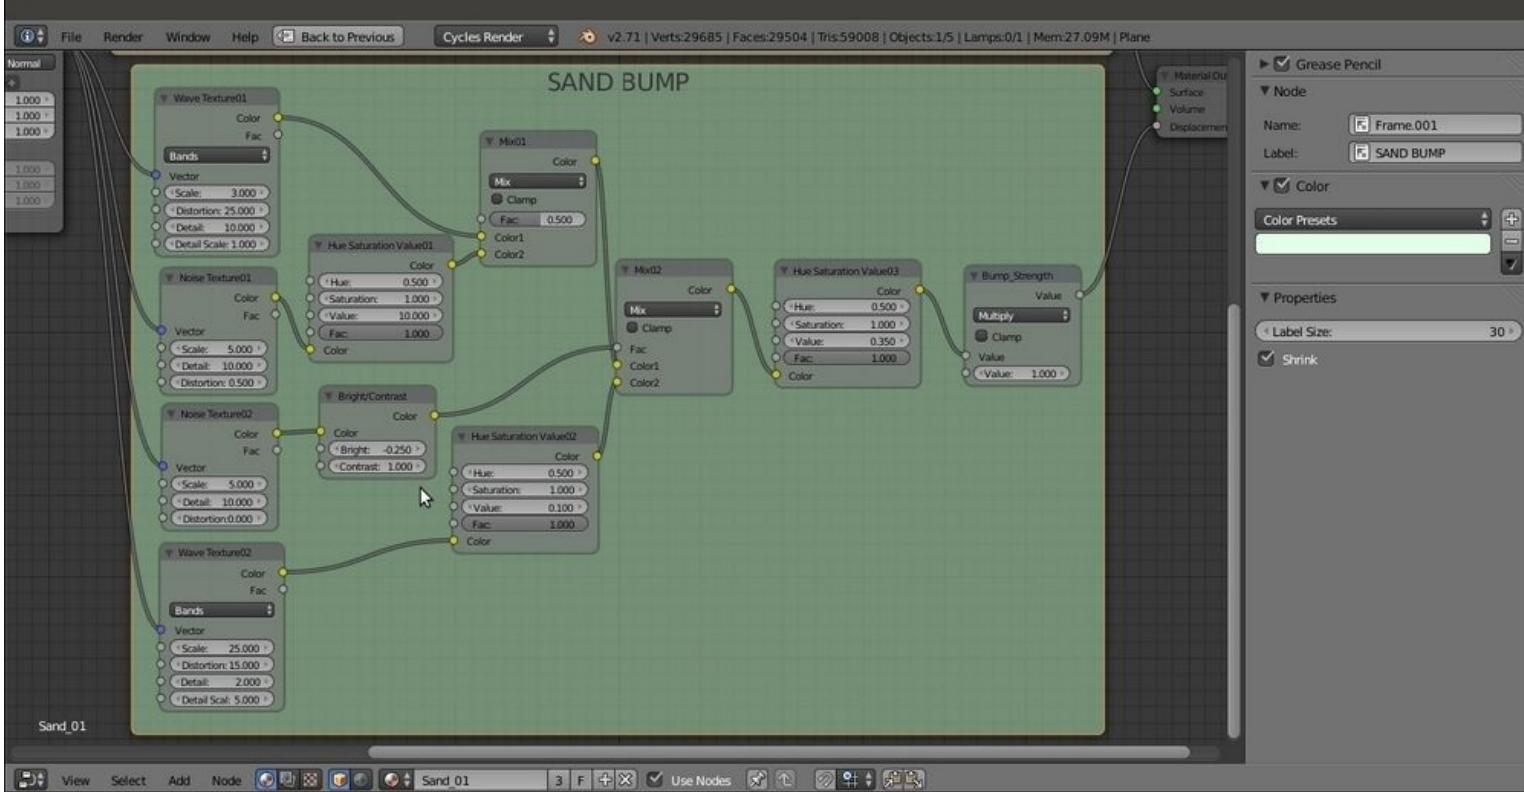 File Render Window Help Back to Previous Cycles Render v2.71 | Verts:29685 | Faces:29504 | Tris:59008 | Objects:1/5 | Lamps:0/1 | Mem:27.09M | Plane
Normal
1.000
1.000
1.000
1.000
1.000
1.000
SAND BUMP
Wave Texture01
Color
Fac
Bands
Vector
Scale: 3.000
Distortion: 25.000
Detail: 10.000
Detail Scale: 1.000
Noise Texture01
Color
Fac
Vector
Scale: 5.000
Detail: 10.000
Distortion: 0.500
Noise Texture02
Color
Fac
Vector
Scale: 5.000
Detail: 10.000
Distortion:0.000
Wave Texture02
Color
Fac
Bands
Vector
Scale: 25.000
Distortion: 15.000
Detail: 2.000
Detail Scal: 5.000
Hue Saturation Value01
Color
Hue: 0.500
Saturation: 1.000
Value: 10.000
Fac: 1.000
Color
Bright/Contrast
Color
Color
Bright: -0.250
Contrast: 1.000
Mix01
Color
Mix
Clamp
Fac: 0.500
Color1
Color2
Hue Saturation Value02
Color
Hue: 0.500
Saturation: 1.000
Value: 0.100
Fac: 1.000
Color
Mix02
Color
Mix
Clamp
Fac
Color1
Color2
Hue Saturation Value03
Color
Hue: 0.500
Saturation: 1.000
Value: 0.350
Fac: 1.000
Color
Bump_Strength
Value
Multiply
Clamp
Value
Value: 1.000
Material Ou
Surface
Volume
Displacemen
Grease Pencil
Node
Name: Frame.001
Label: SAND BUMP
Color
Color Presets
Properties
Label Size: 30
Shrink
Sand_01
View Select Add Node Sand_01 3 F Use Nodes